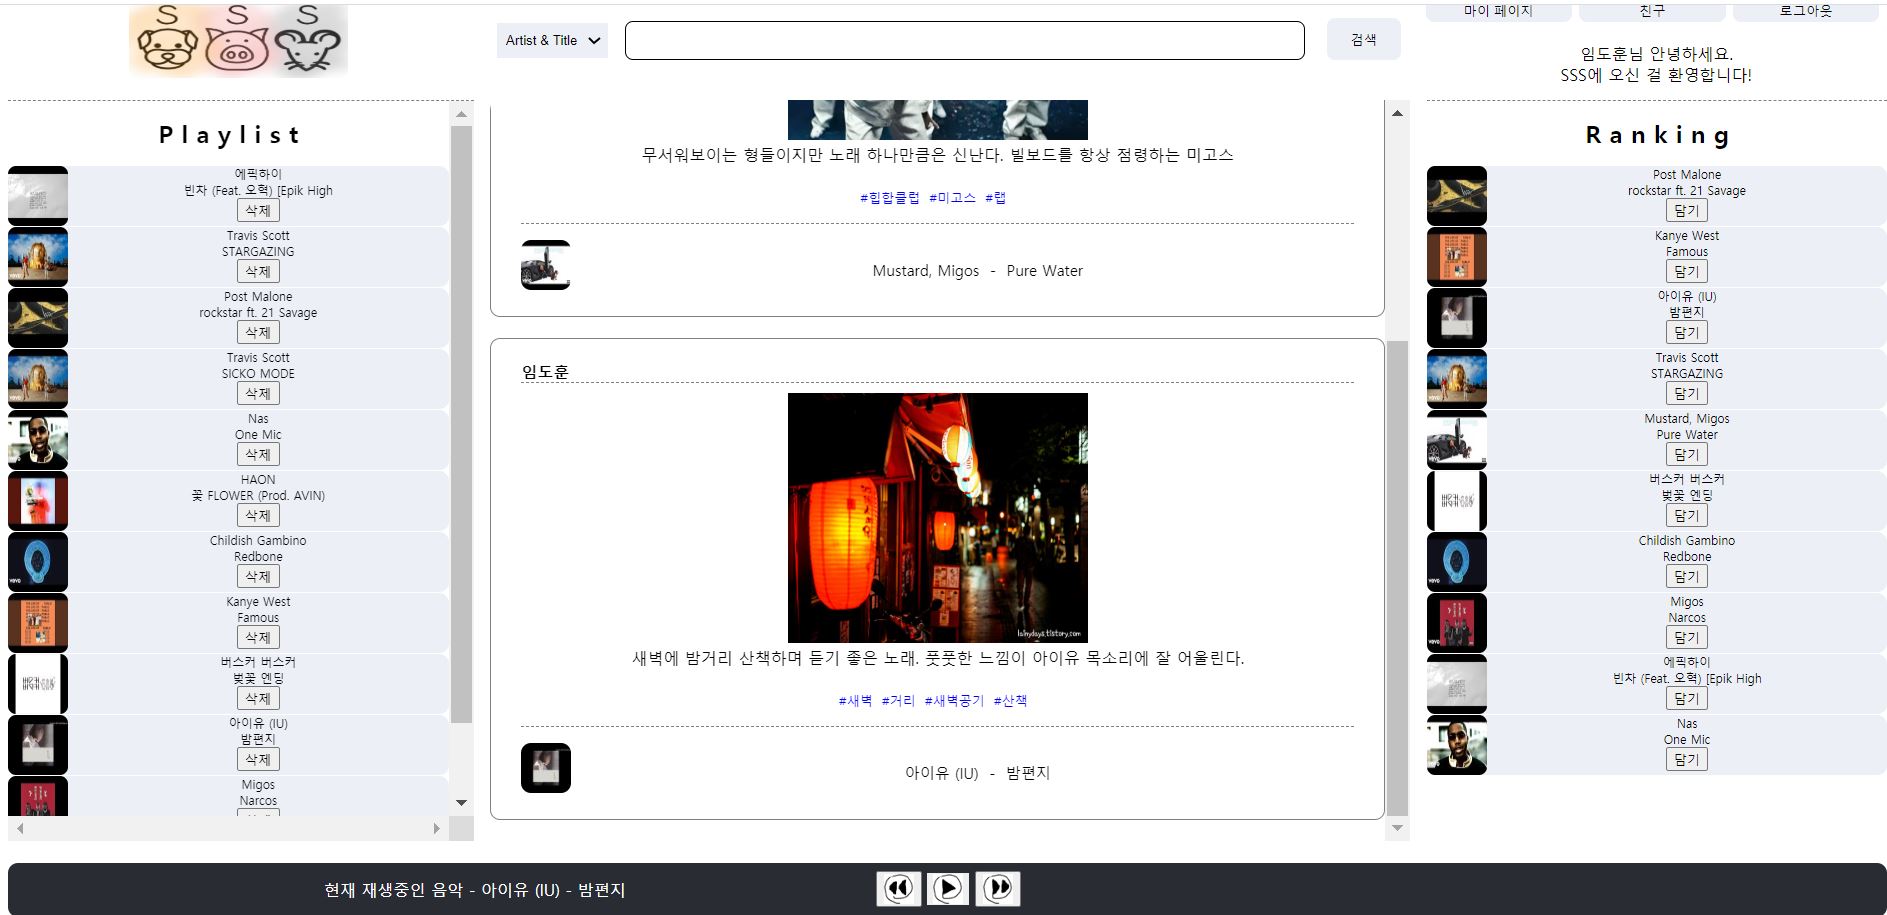 S S S
Artist & Title
검색
마이 페이지
친구
로그아웃
임도훈님 안녕하세요.
SSS에 오신 걸 환영합니다!
Playlist
에픽하이
빈차 (Feat. 오혁) [Epik High
삭제
Travis Scott
STARGAZING
삭제
Post Malone
rockstar ft. 21 Savage
삭제
Travis Scott
SICKO MODE
삭제
Nas
One Mic
삭제
HAON
꽃 FLOWER (Prod. AVIN)
삭제
Childish Gambino
Redbone
삭제
Kanye West
Famous
삭제
버스커 버스커
벚꽃 엔딩
삭제
아이유 (IU)
밤편지
삭제
Migos
Narcos
무서워보이는 형들이지만 노래 하나만큼은 신난다. 빌보드를 항상 점령하는 미고스
#힙합클럽 #미고스 #랩
Mustard, Migos - Pure Water
임도훈
lainydays.tistory.com
새벽에 밤거리 산책하며 듣기 좋은 노래. 풋풋한 느낌이 아이유 목소리에 잘 어울린다.
#새벽 #거리 #새벽공기 #산책
아이유 (IU) - 밤편지
Ranking
Post Malone
rockstar ft. 21 Savage
담기
Kanye West
Famous
담기
아이유 (IU)
밤편지
담기
Travis Scott
STARGAZING
담기
Mustard, Migos
Pure Water
담기
버스커 버스커
벚꽃 엔딩
담기
Childish Gambino
Redbone
담기
Migos
Narcos
담기
에픽하이
빈차 (Feat. 오혁) [Epik High
담기
Nas
One Mic
담기
현재 재생중인 음악 - 아이유 (IU) - 밤편지